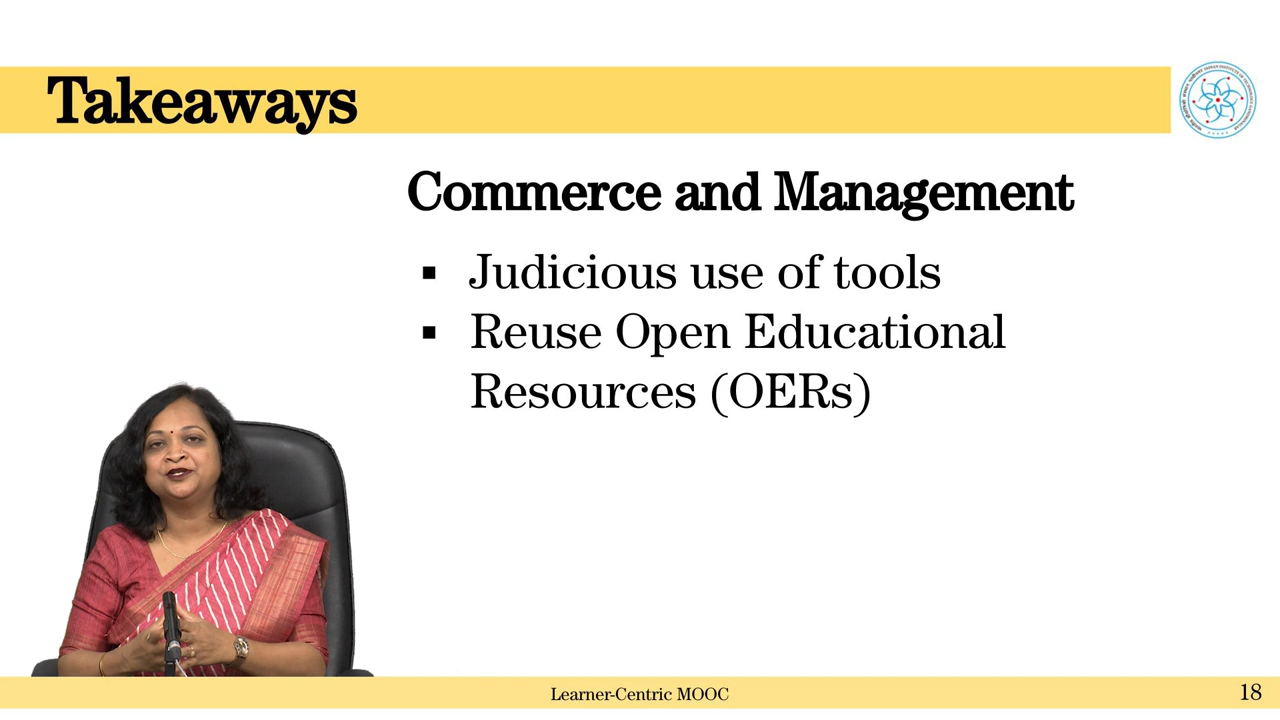 Takeaways
Commerce and Management
▪ Judicious use of tools
▪ Reuse Open Educational
Resources (OERs)
Learner-Centric MOOC
18